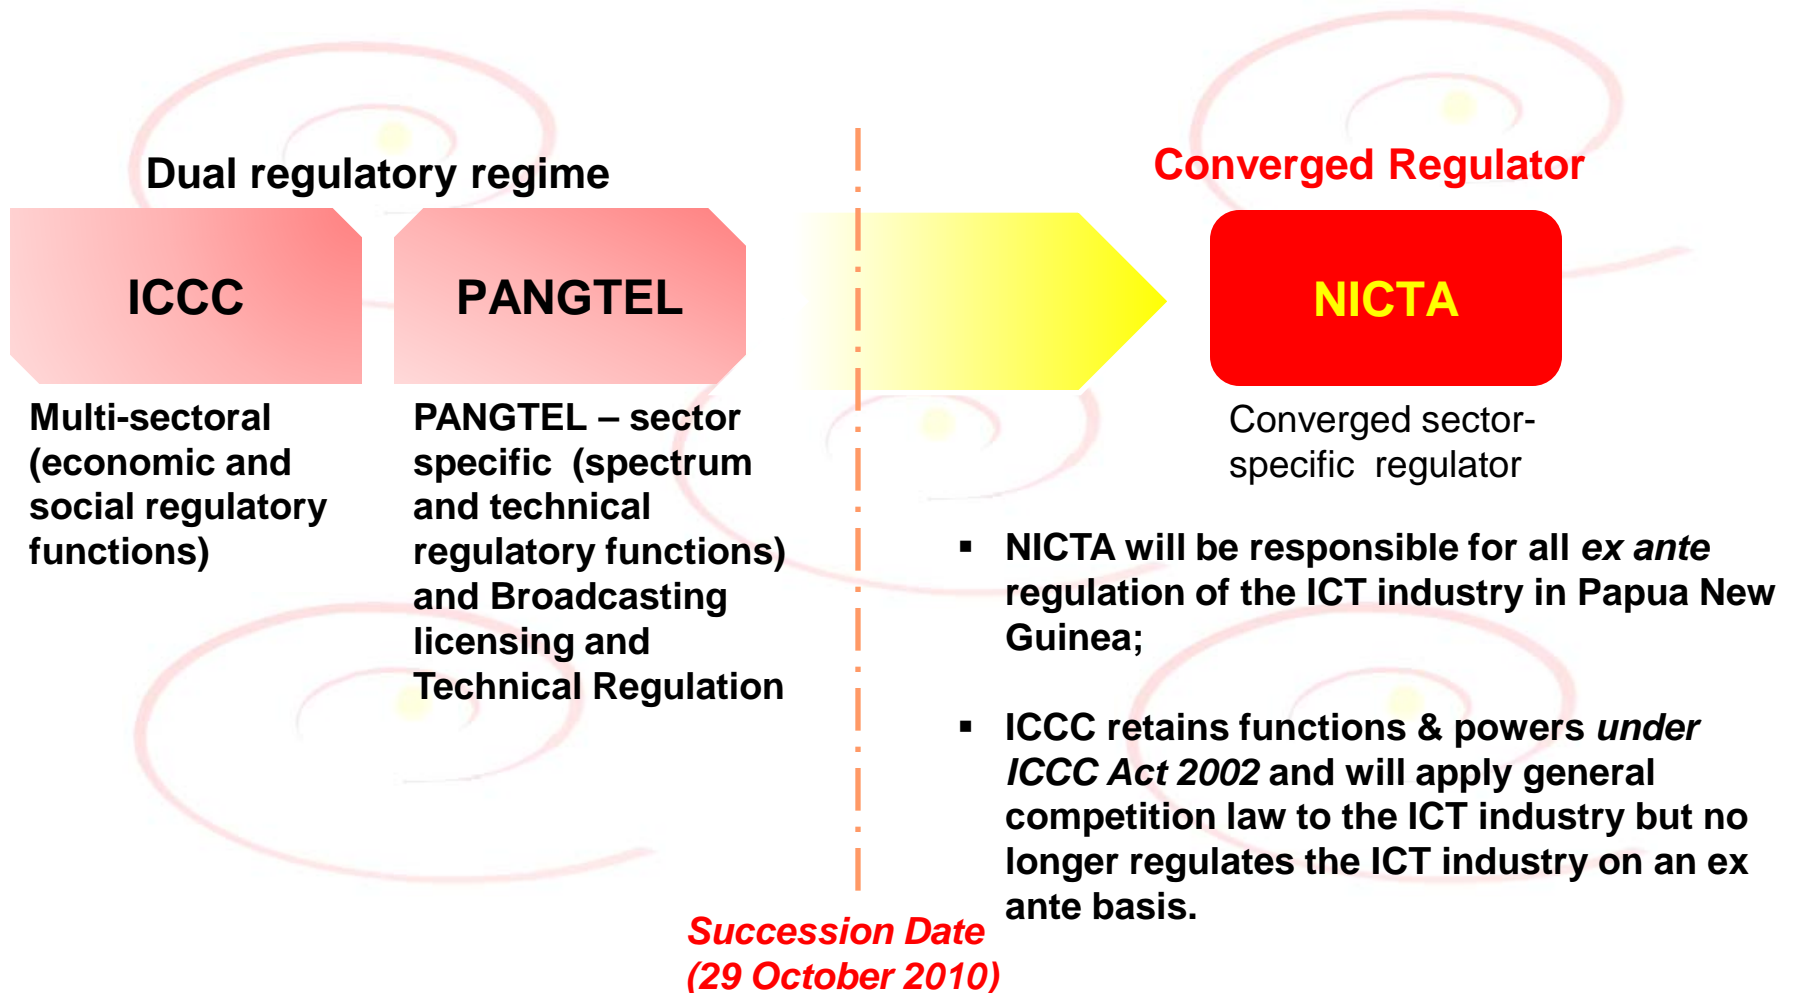 Dual regulatory regime
ICCC
PANGTEL
Multi-sectoral
(economic and
social regulatory
functions)
PANGTEL – sector
specific (spectrum
and technical
regulatory functions)
and Broadcasting
licensing and
Technical Regulation
Converged Regulator
NICTA
Converged sector-
specific regulator
▪ NICTA will be responsible for all ex ante
regulation of the ICT industry in Papua New
Guinea;
▪ ICCC retains functions & powers under
ICCC Act 2002 and will apply general
competition law to the ICT industry but no
longer regulates the ICT industry on an ex
ante basis.
Succession Date
(29 October 2010)